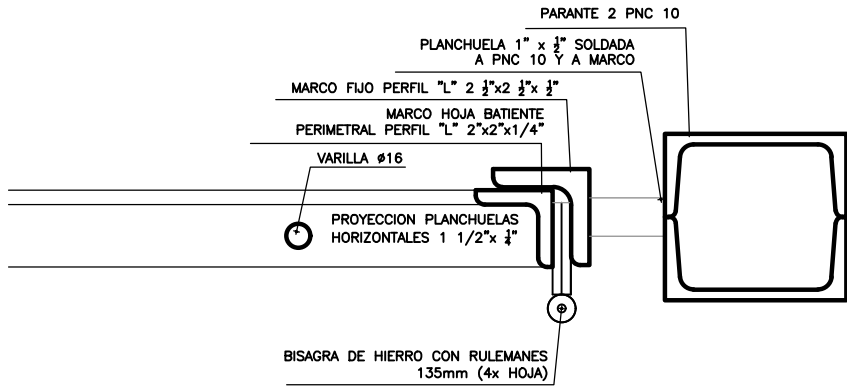 PARANTE 2 PNC 10
PLANCHUELA 1" x ½" SOLDADA
A PNC 10 Y A MARCO
MARCO FIJO PERFIL "L" 2 ½"x2 ½"x ½"
MARCO HOJA BATIENTE
PERIMETRAL PERFIL "L" 2"x2"x1/4"
VARILLA ø16
PROYECCION PLANCHUELAS
HORIZONTALES 1 1/2"x ¼"
BISAGRA DE HIERRO CON RULEMANES
135mm (4x HOJA)